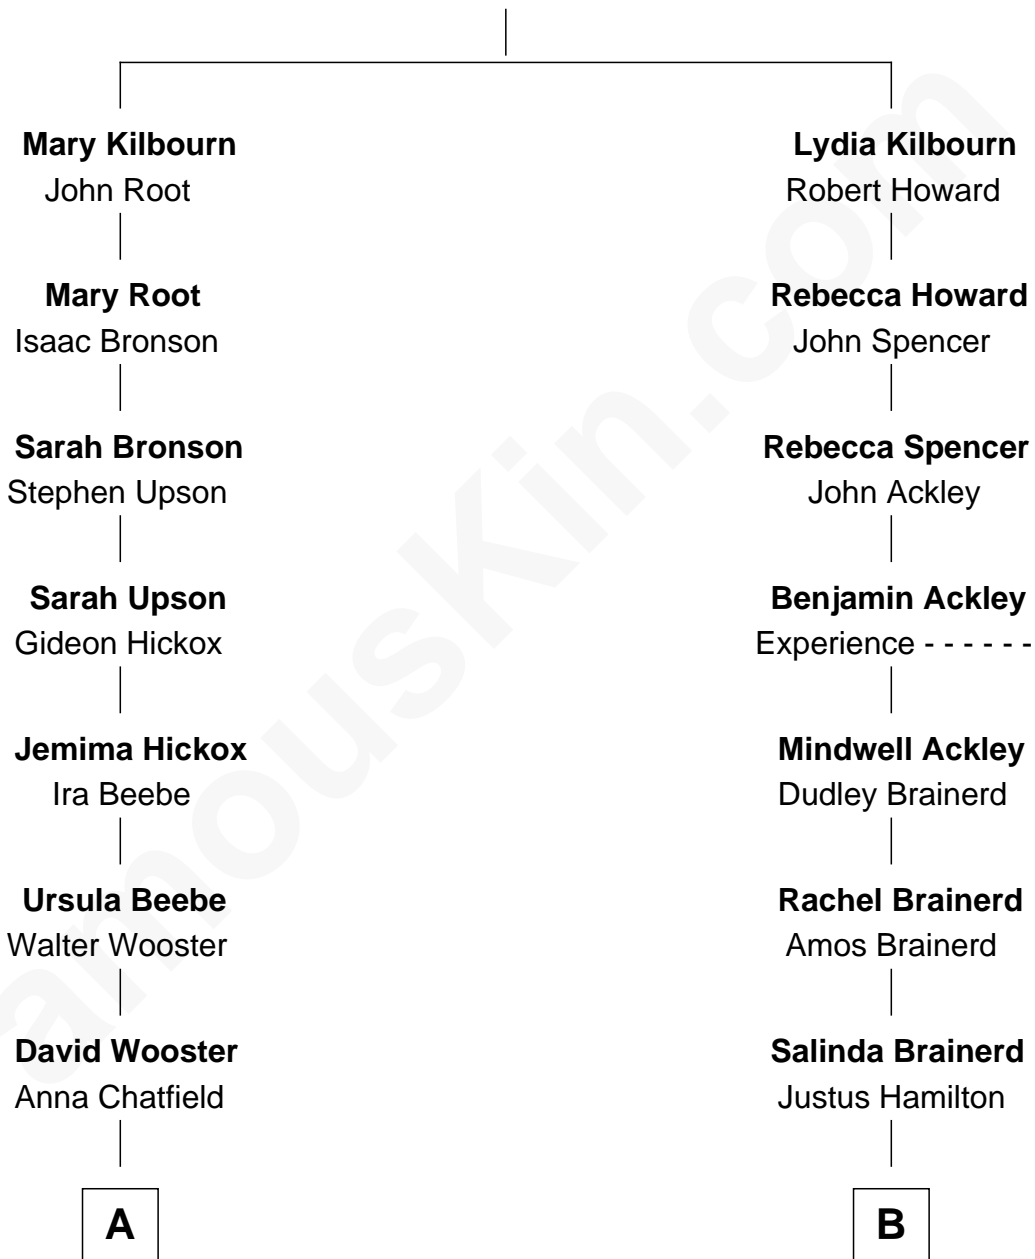 Mary Kilbourn
John Root
Mary Root
Isaac Bronson
Sarah Bronson
Stephen Upson
Sarah Upson
Gideon Hickox
Jemima Hickox
Ira Beebe
Ursula Beebe
Walter Wooster
David Wooster
Anna Chatfield
A
Lydia Kilbourn
Robert Howard
Rebecca Howard
John Spencer
Rebecca Spencer
John Ackley
Benjamin Ackley
Experience - - - - - -
Mindwell Ackley
Dudley Brainerd
Rachel Brainerd
Amos Brainerd
Salinda Brainerd
Justus Hamilton
B
amouskin.com